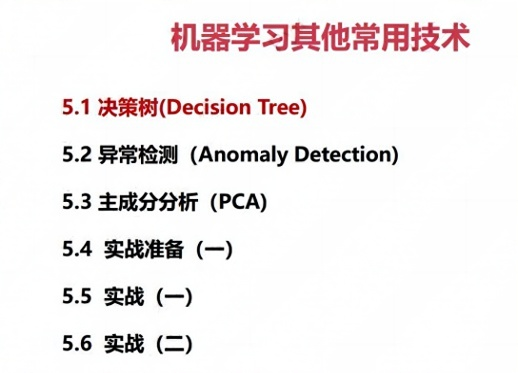 机器学习其他常用技术
5.1 决策树(Decision Tree)
5.2 异常检测（Anomaly Detection)
5.3 主成分分析（PCA)
5.4 实战准备（一）
5.5 实战（一）
5.6 实战（二）